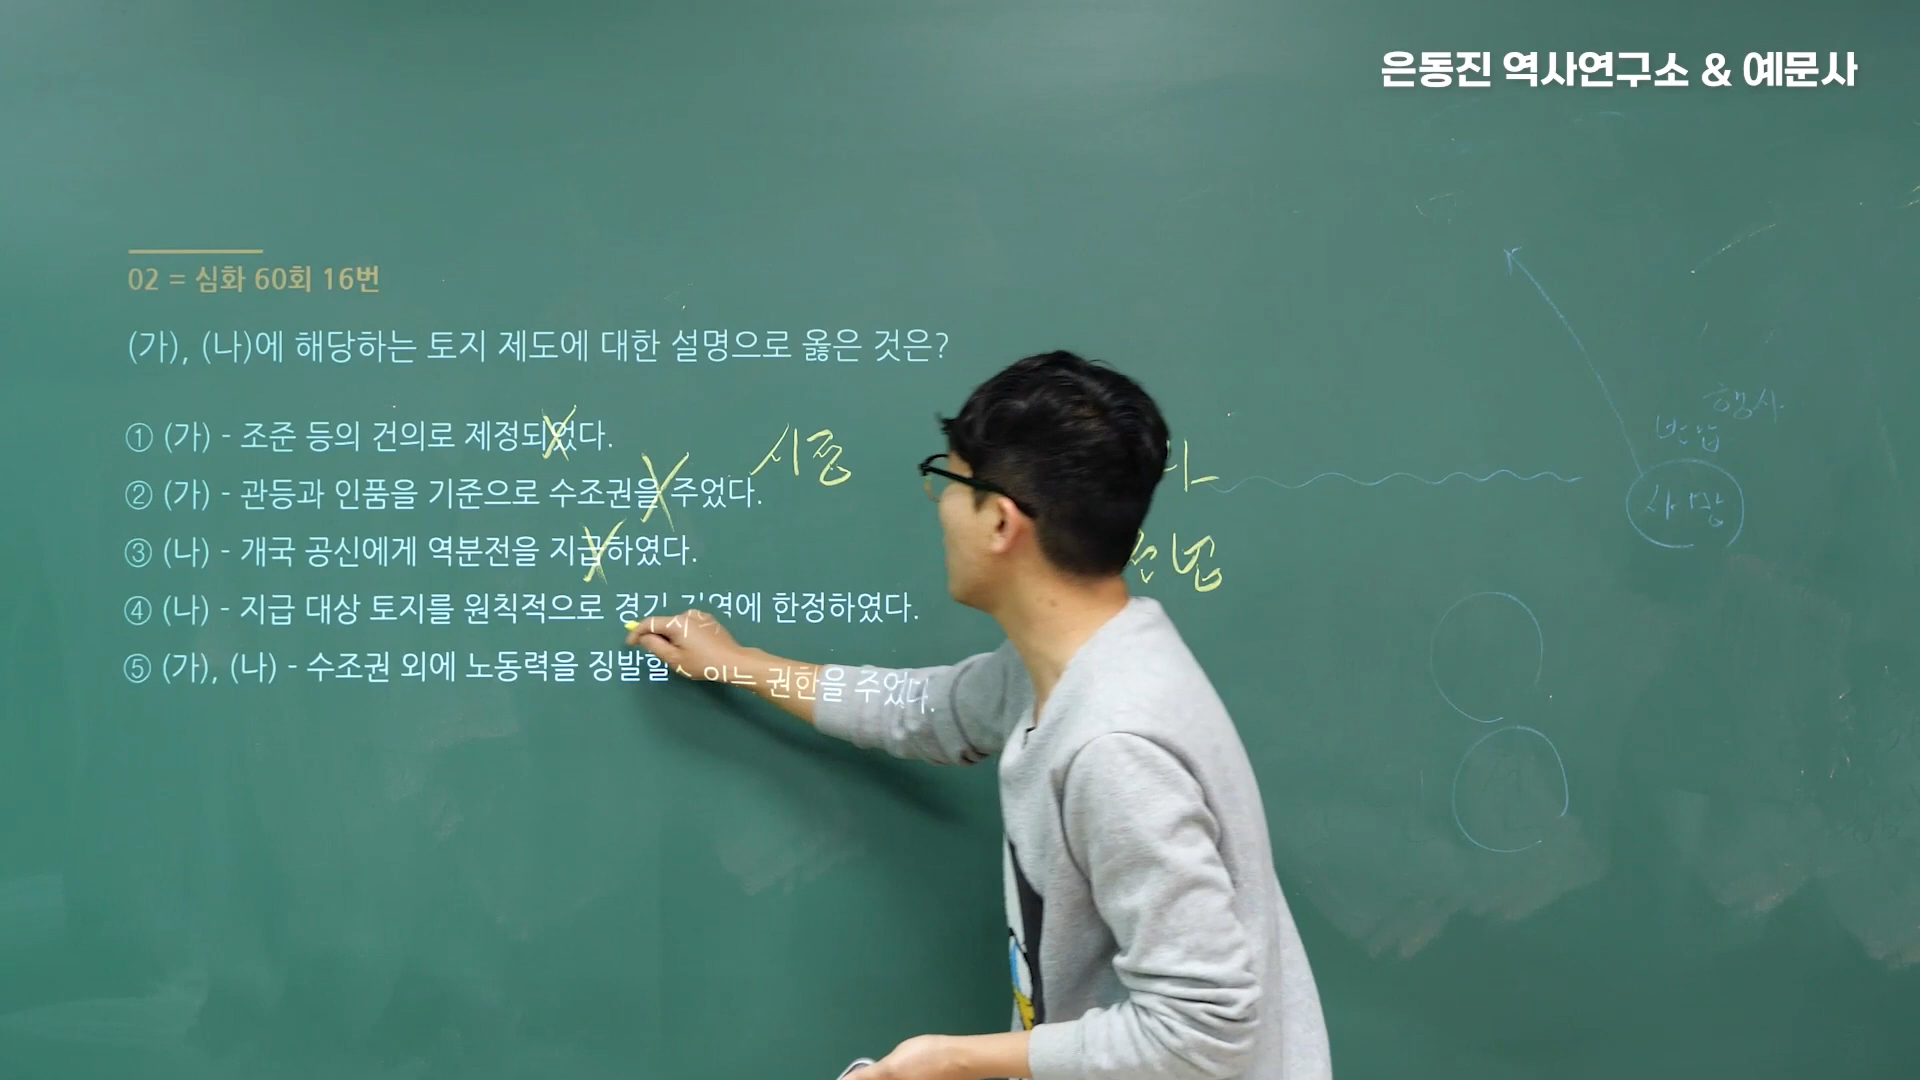 은동진 역사연구소 & 예문사
02 = 심화 60회 16번
(가), (나)에 해당하는 토지 제도에 대한 설명으로 옳은 것은?
① (가) - 조준 등의 건의로 제정되었다.
② (가) - 관등과 인품을 기준으로 수조권을 주었다.
③ (나) - 개국 공신에게 역분전을 지급하였다.
④ (나) - 지급 대상 토지를 원칙적으로 경기 지역에 한정하였다.
⑤ (가), (나) - 수조권 외에 노동력을 징발할 수 있는 권한을 주었다.
시정
행사